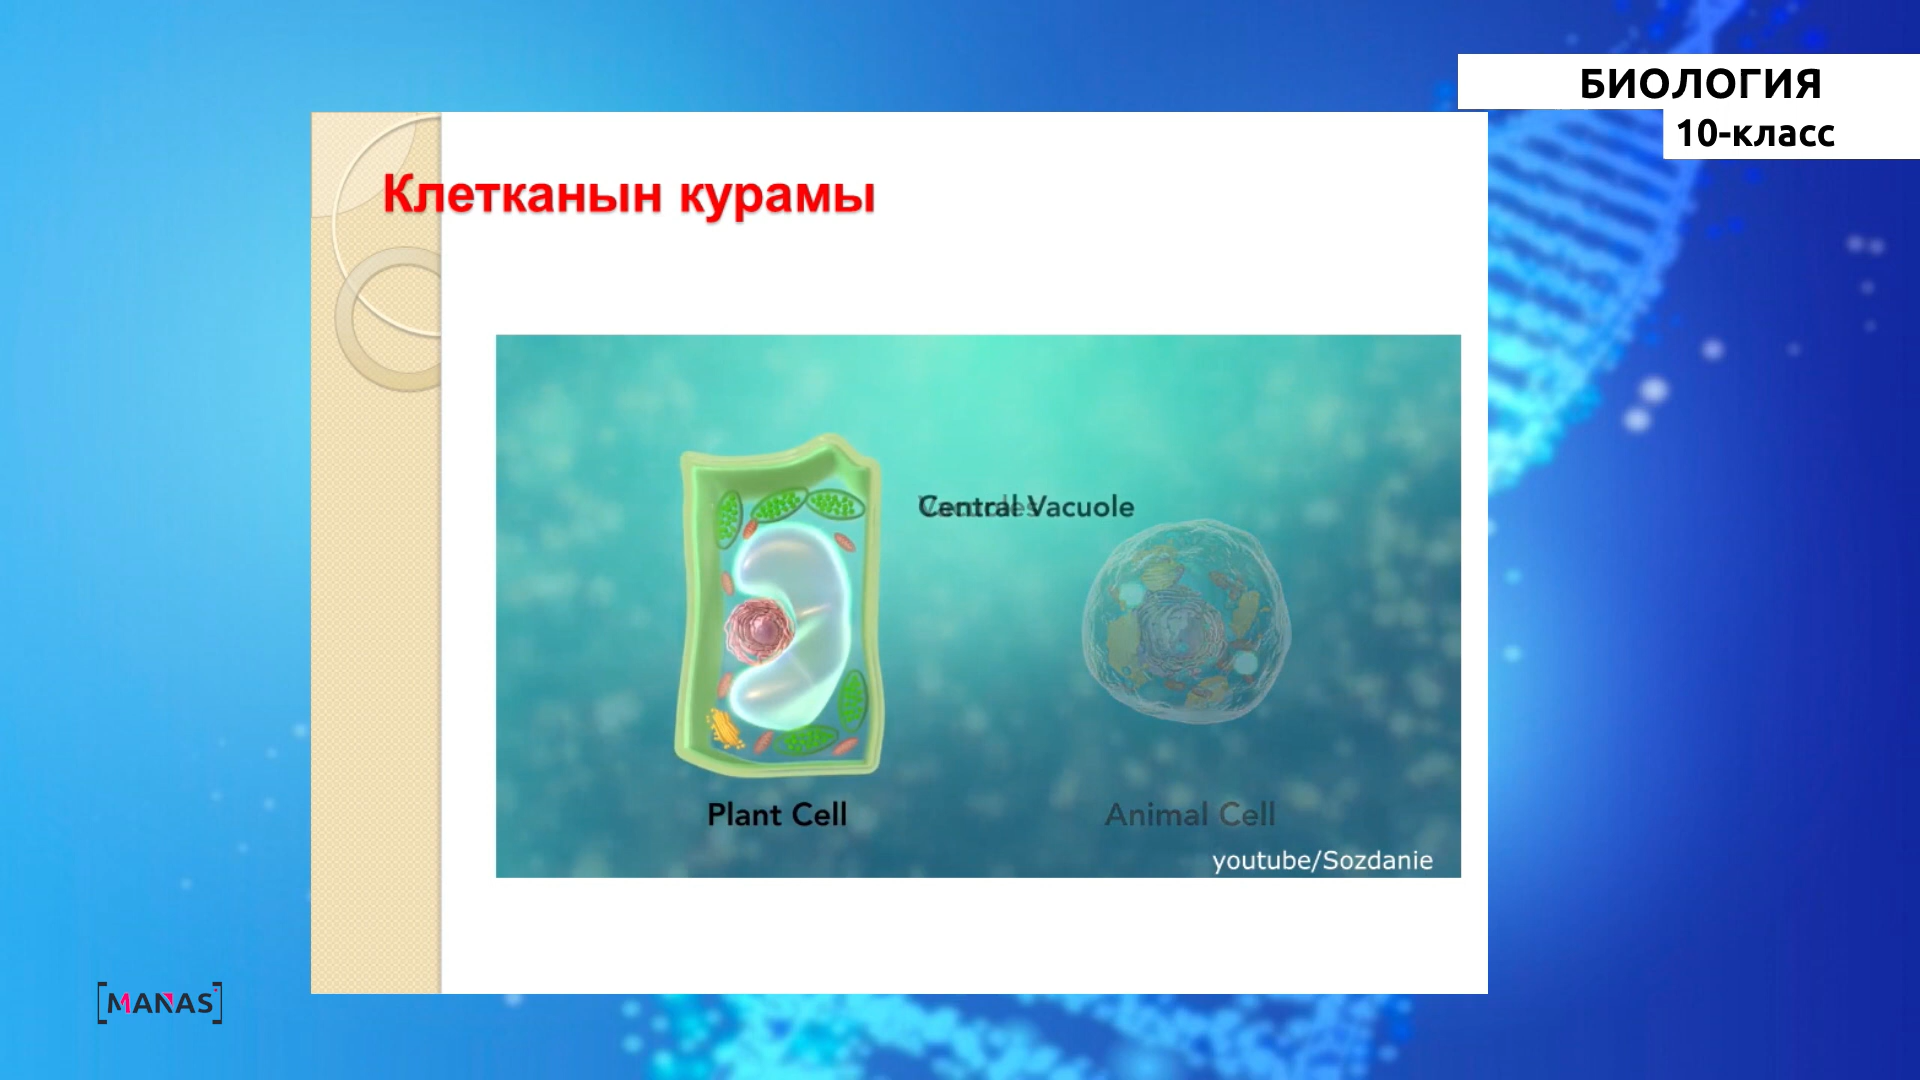 БИОЛОГИЯ
10-класс
Клетканын курамы
Central Vacuole
Plant Cell
Animal Cell
youtube/Sozdanie
[MANAS]